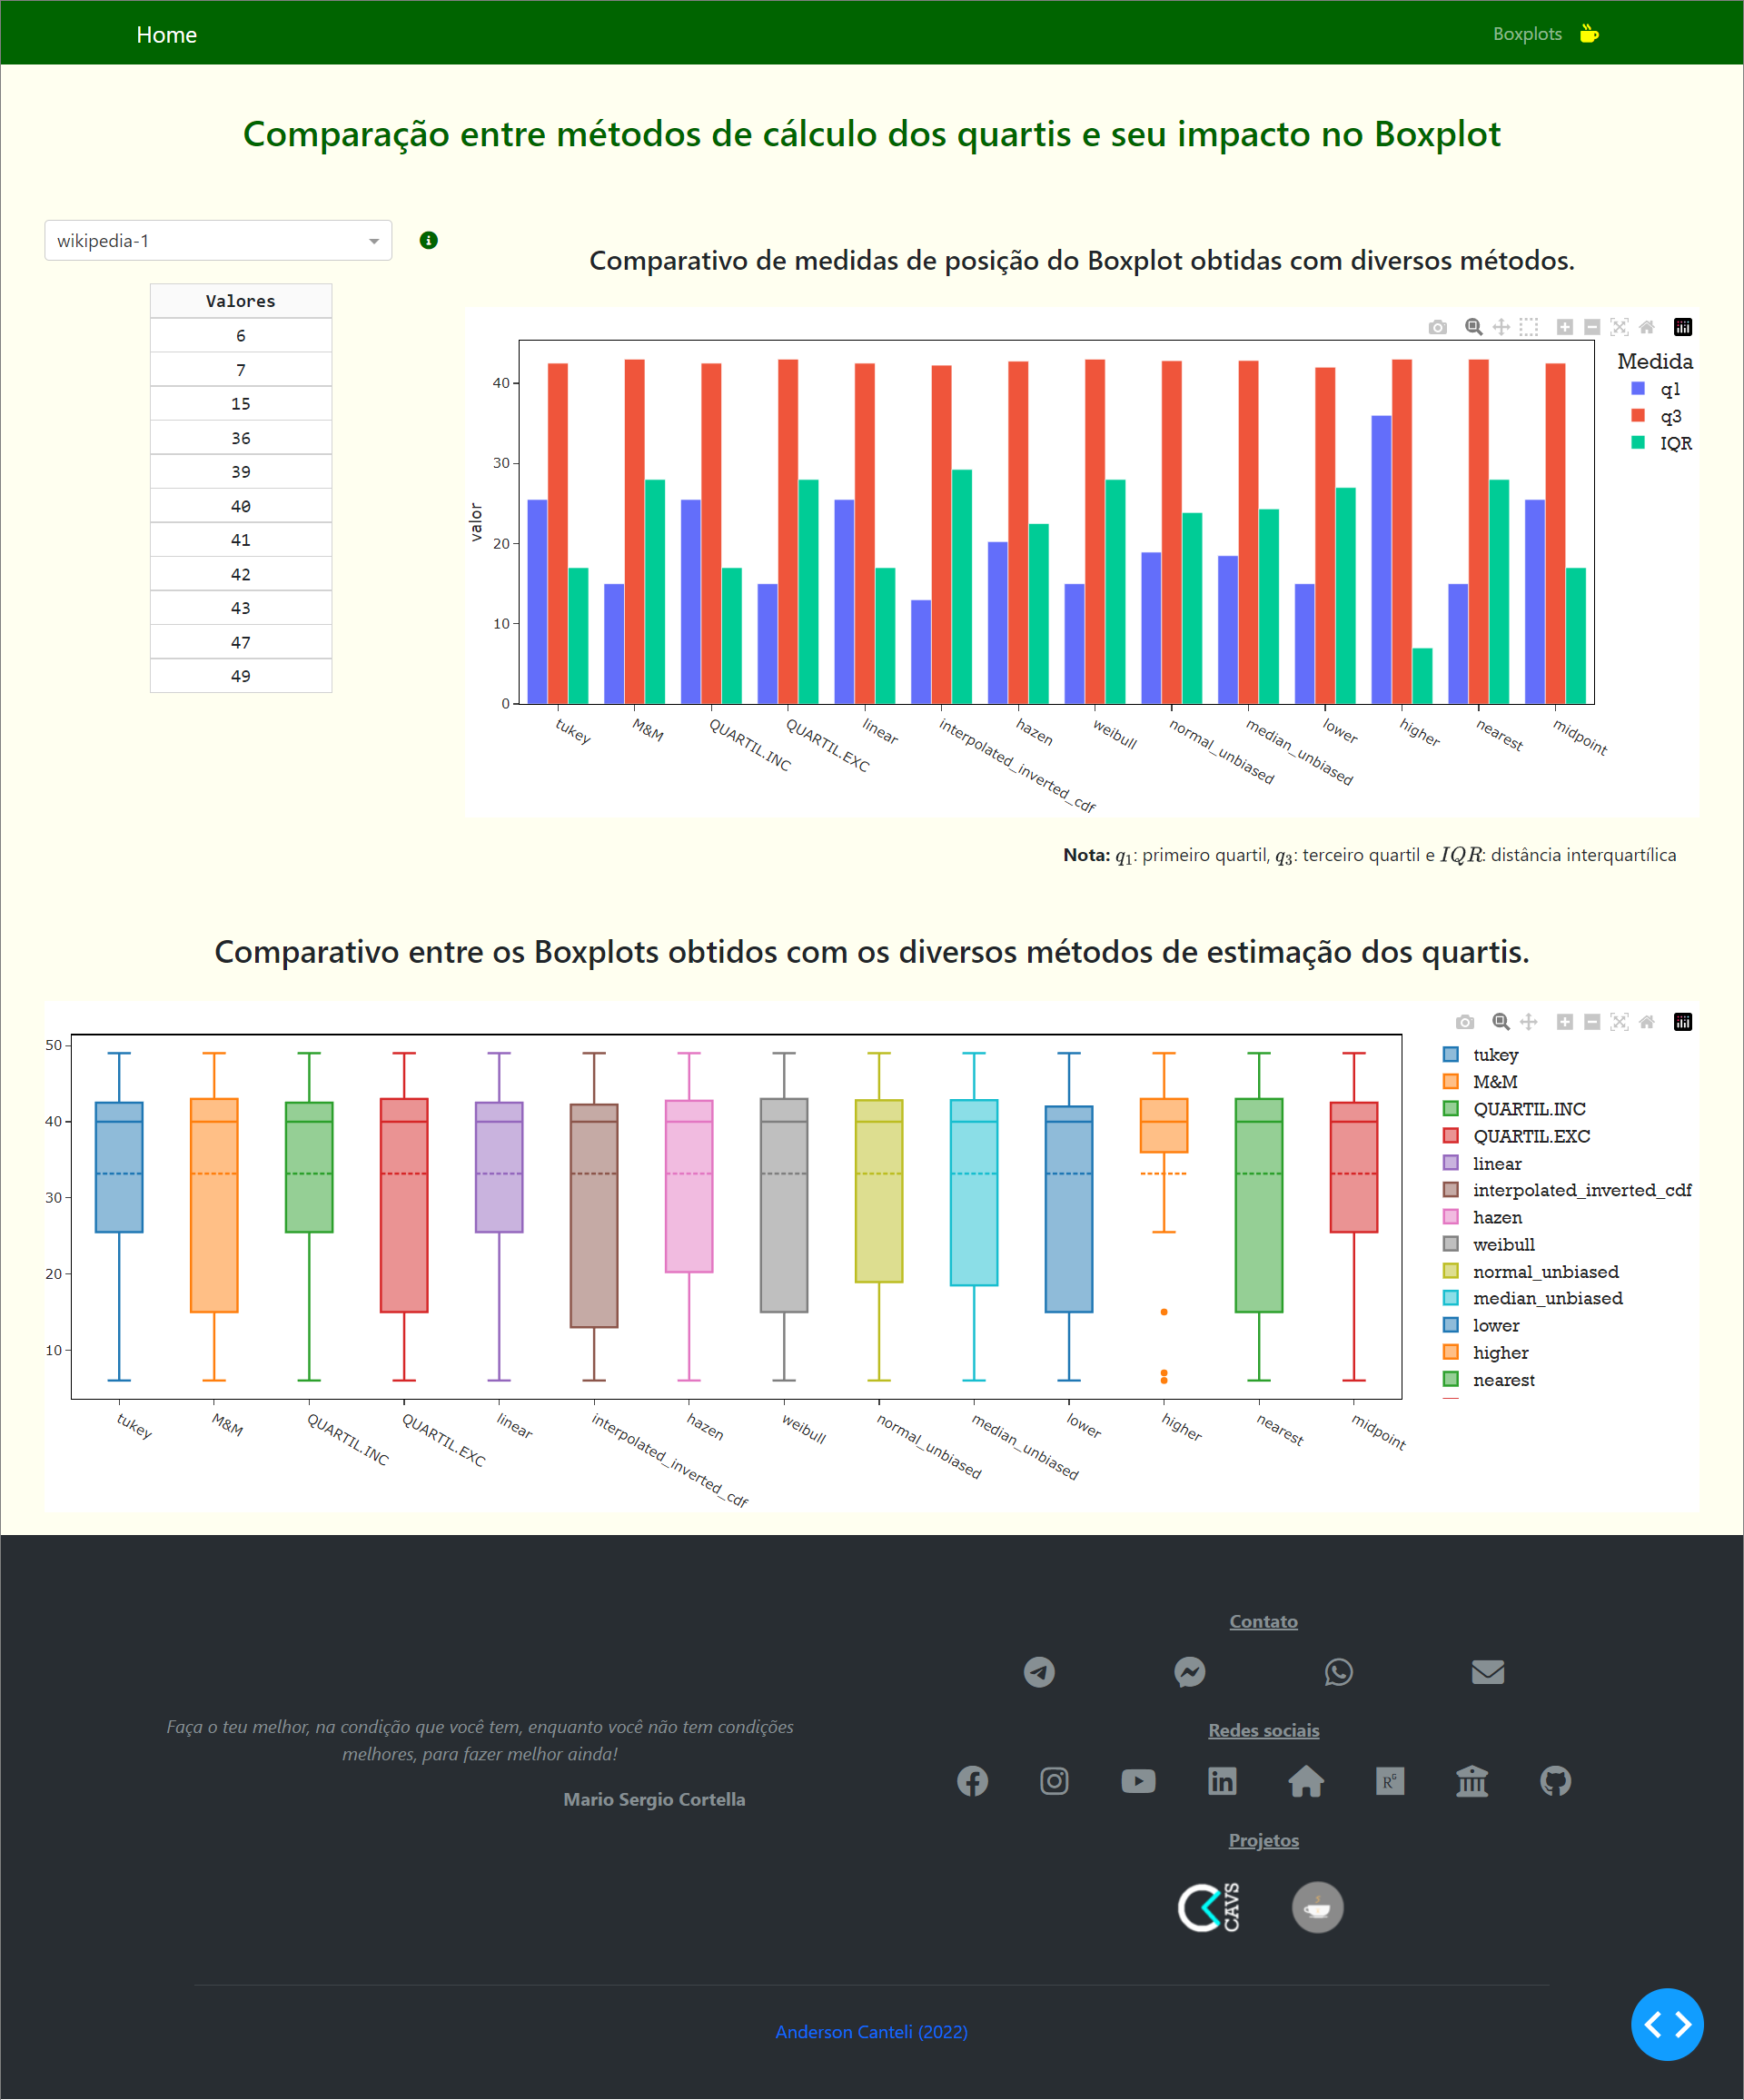 Home
Boxplots
Comparação entre métodos de cálculo dos quartis e seu impacto no Boxplot
wikipedia-1
Valores
6
7
15
36
39
40
41
42
43
47
49
Comparativo de medidas de posição do Boxplot obtidas com diversos métodos.
Medida
q1
q3
IQR
valor
40
30
20
10
0
tukey
M&M
QUARTIL.INC
QUARTIL.EXC
linear
interpolated_inverted_cdf
hazen
weibull
normal_unbiased
median_unbiased
lower
higher
nearest
midpoint
Nota: q1: primeiro quartil, q3: terceiro quartil e IQR: distância interquartílica
Comparativo entre os Boxplots obtidos com os diversos métodos de estimação dos quartis.
50
40
30
20
10
tukey
M&M
QUARTIL.INC
QUARTIL.EXC
linear
interpolated_inverted_cdf
hazen
weibull
normal_unbiased
median_unbiased
lower
higher
nearest
midpoint
tukey
M&M
QUARTIL.INC
QUARTIL.EXC
linear
interpolated_inverted_cdf
hazen
weibull
normal_unbiased
median_unbiased
lower
higher
nearest
Faça o teu melhor, na condição que você tem, enquanto você não tem condições
melhores, para fazer melhor ainda!
Mario Sergio Cortella
Contato
Redes sociais
RG
Projetos
CAVS
Anderson Canteli (2022)